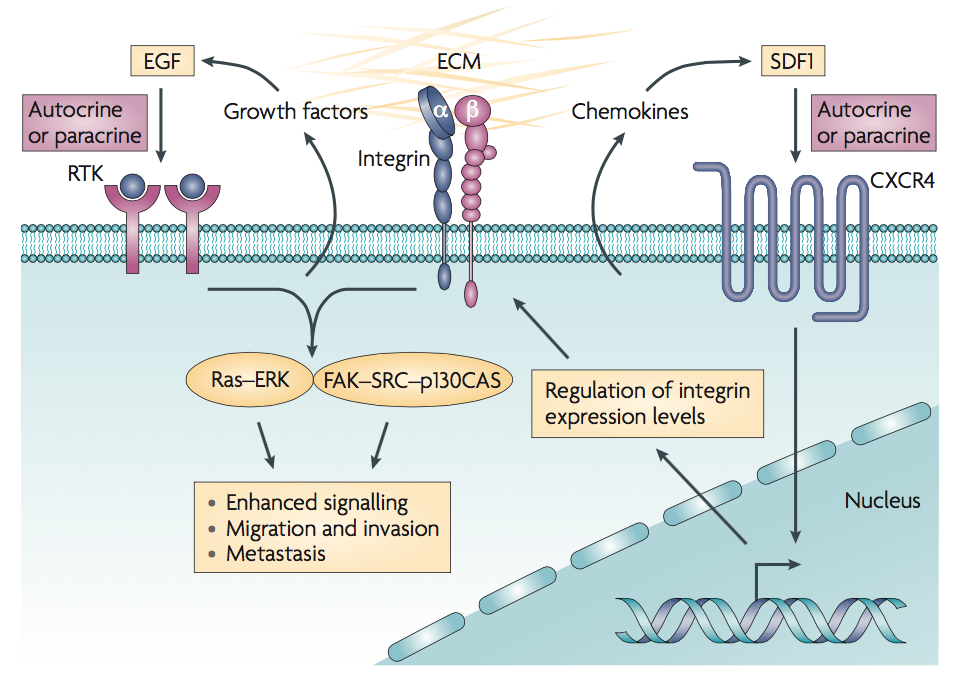 EGF
ECM
SDF1
Autocrine
or paracrine
Growth factors
α
β
Chemokines
Autocrine
or paracrine
RTK
Integrin
CXCR4
Ras–ERK
FAK–SRC–p130CAS
Regulation of integrin
expression levels
• Enhanced signalling
• Migration and invasion
• Metastasis
Nucleus